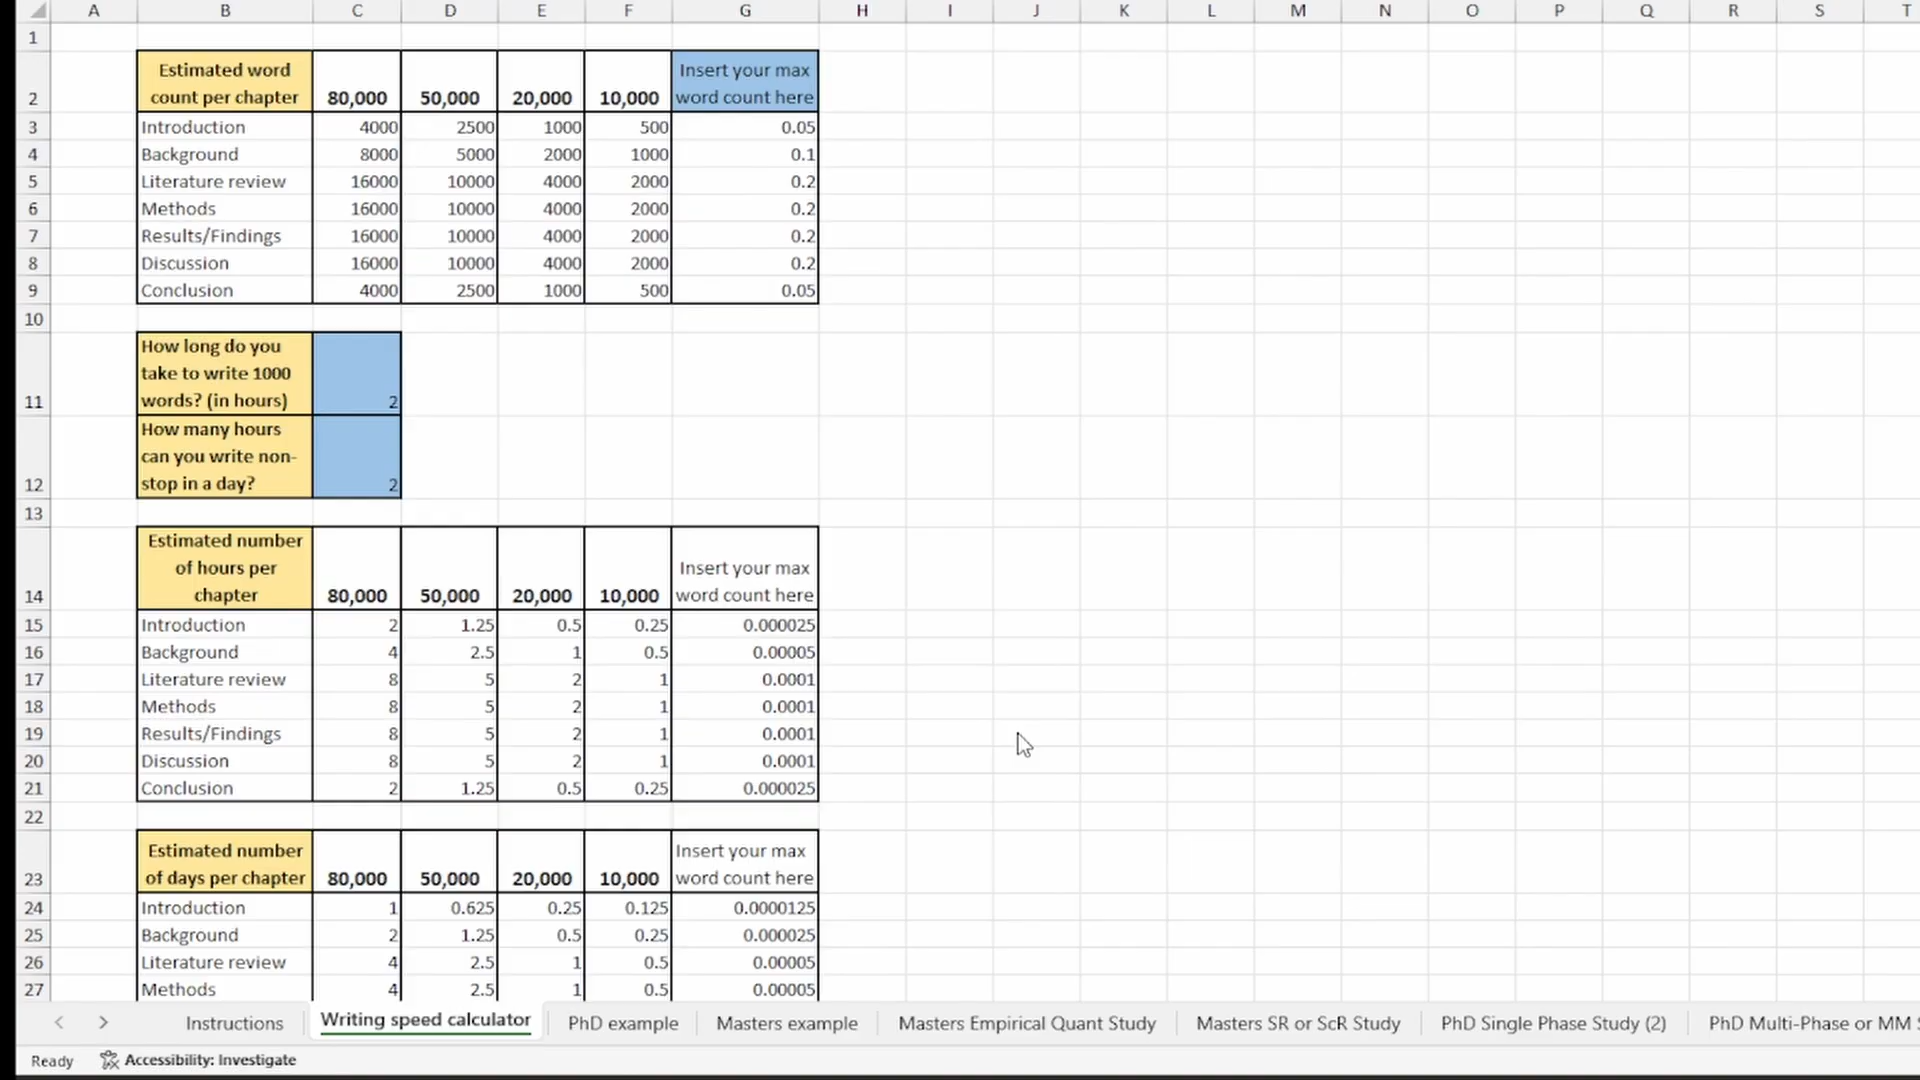 A B C D E F G H I J K L M N O P Q R S T
1
Estimated word
count per chapter 80,000 50,000 20,000 10,000 Insert your max
word count here
2
3 Introduction 4000 2500 1000 500 0.05
4 Background 8000 5000 2000 1000 0.1
5 Literature review 16000 10000 4000 2000 0.2
6 Methods 16000 10000 4000 2000 0.2
7 Results/Findings 16000 10000 4000 2000 0.2
8 Discussion 16000 10000 4000 2000 0.2
9 Conclusion 4000 2500 1000 500 0.05
10
How long do you
take to write 1000
11 words? (in hours) 2
How many hours
can you write non-
12 stop in a day? 2
13
Estimated number
of hours per Insert your max
14 chapter 80,000 50,000 20,000 10,000 word count here
15 Introduction 2 1.25 0.5 0.25 0.000025
16 Background 4 2.5 1 0.5 0.00005
17 Literature review 8 5 2 1 0.0001
18 Methods 8 5 2 1 0.0001
19 Results/Findings 8 5 2 1 0.0001
20 Discussion 8 5 2 1 0.0001
21 Conclusion 2 1.25 0.5 0.25 0.000025
22
Estimated number Insert your max
23 of days per chapter 80,000 50,000 20,000 10,000 word count here
24 Introduction 1 0.625 0.25 0.125 0.0000125
25 Background 2 1.25 0.5 0.25 0.000025
26 Literature review 4 2.5 1 0.5 0.00005
27 Methods 4 2.5 1 0.5 0.00005
Instructions Writing speed calculator PhD example Masters example Masters Empirical Quant Study Masters SR or ScR Study PhD Single Phase Study (2) PhD Multi-Phase or MM S
Ready Accessibility: Investigate